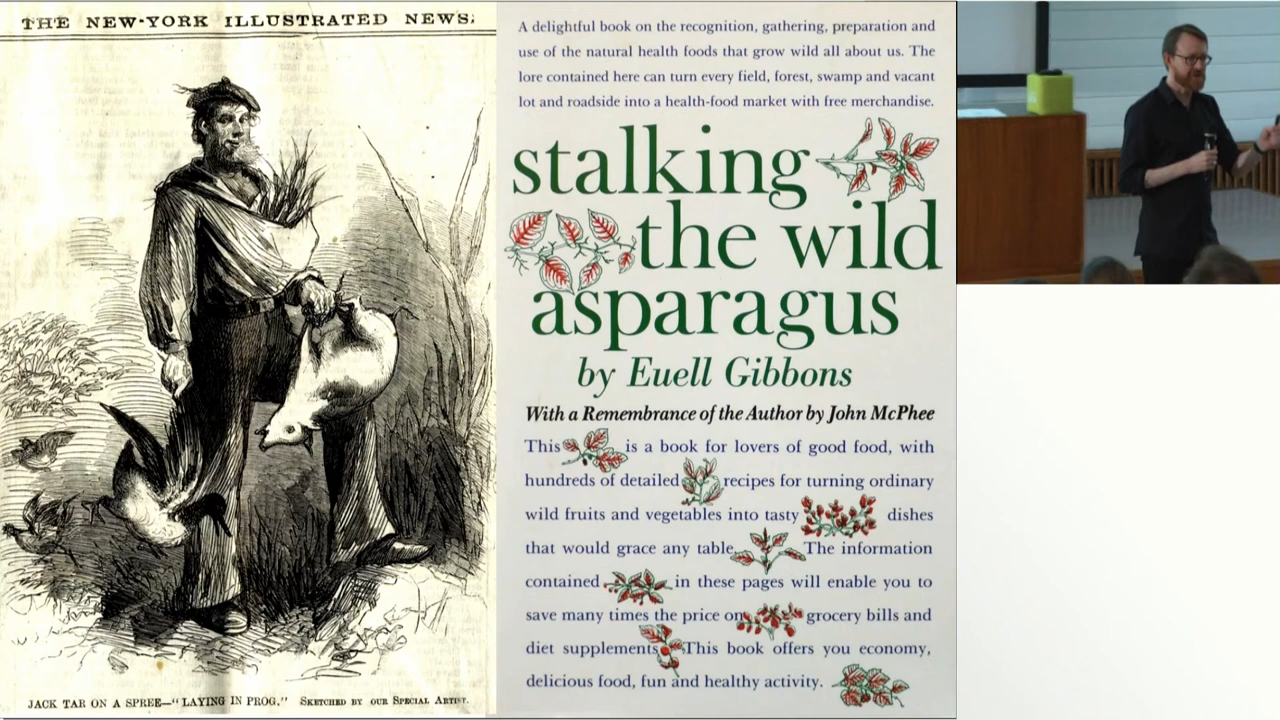 THE NEW-YORK ILLUSTRATED NEWS.
JACK TAR ON A SPREE—"LAYING IN PROG." SKETCHED BY OUR SPECIAL ARTIST.
A delightful book on the recognition, gathering, preparation and
use of the natural health foods that grow wild all about us. The
lore contained here can turn every field, forest, swamp and vacant
lot and roadside into a health-food market with free merchandise.
stalking
the wild
asparagus
by Euell Gibbons
With a Remembrance of the Author by John McPhee
This is a book for lovers of good food, with
hundreds of detailed recipes for turning ordinary
wild fruits and vegetables into tasty dishes
that would grace any table. The information
contained in these pages will enable you to
save many times the price on grocery bills and
diet supplements. This book offers you economy,
delicious food, fun and healthy activity.